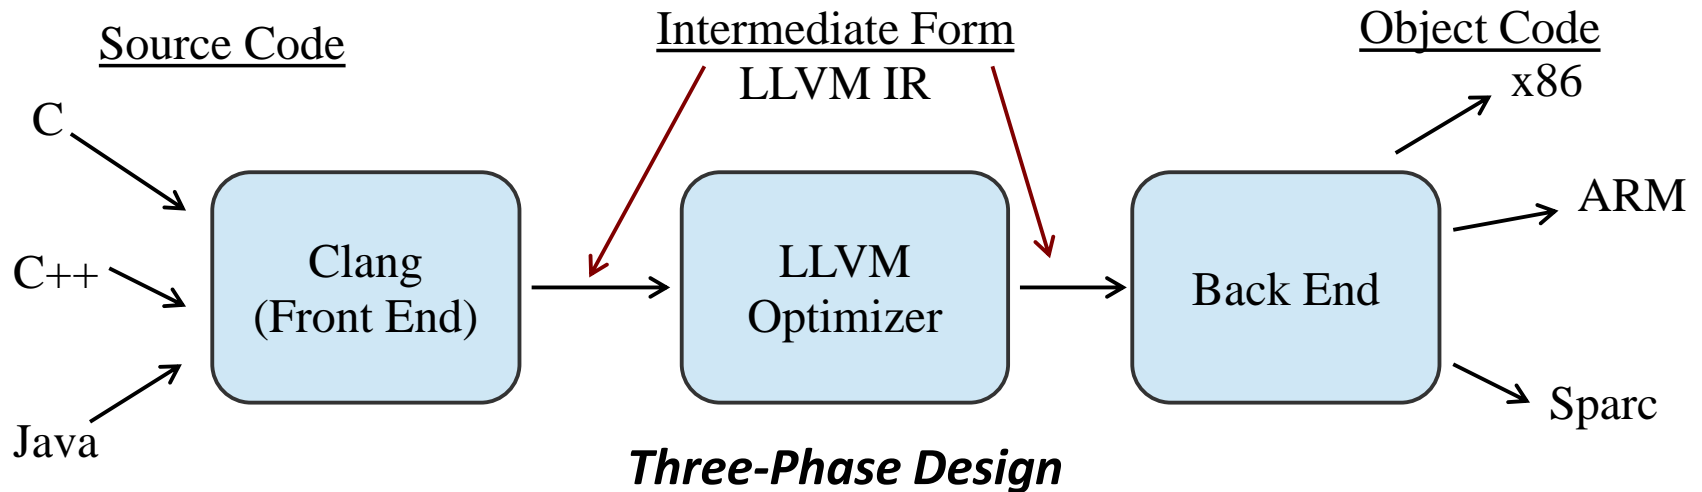 Source Code
Intermediate Form
LLVM IR
Object Code
x86
C
C++
Java
Clang
(Front End)
LLVM
Optimizer
Back End
ARM
Sparc
Three-Phase Design